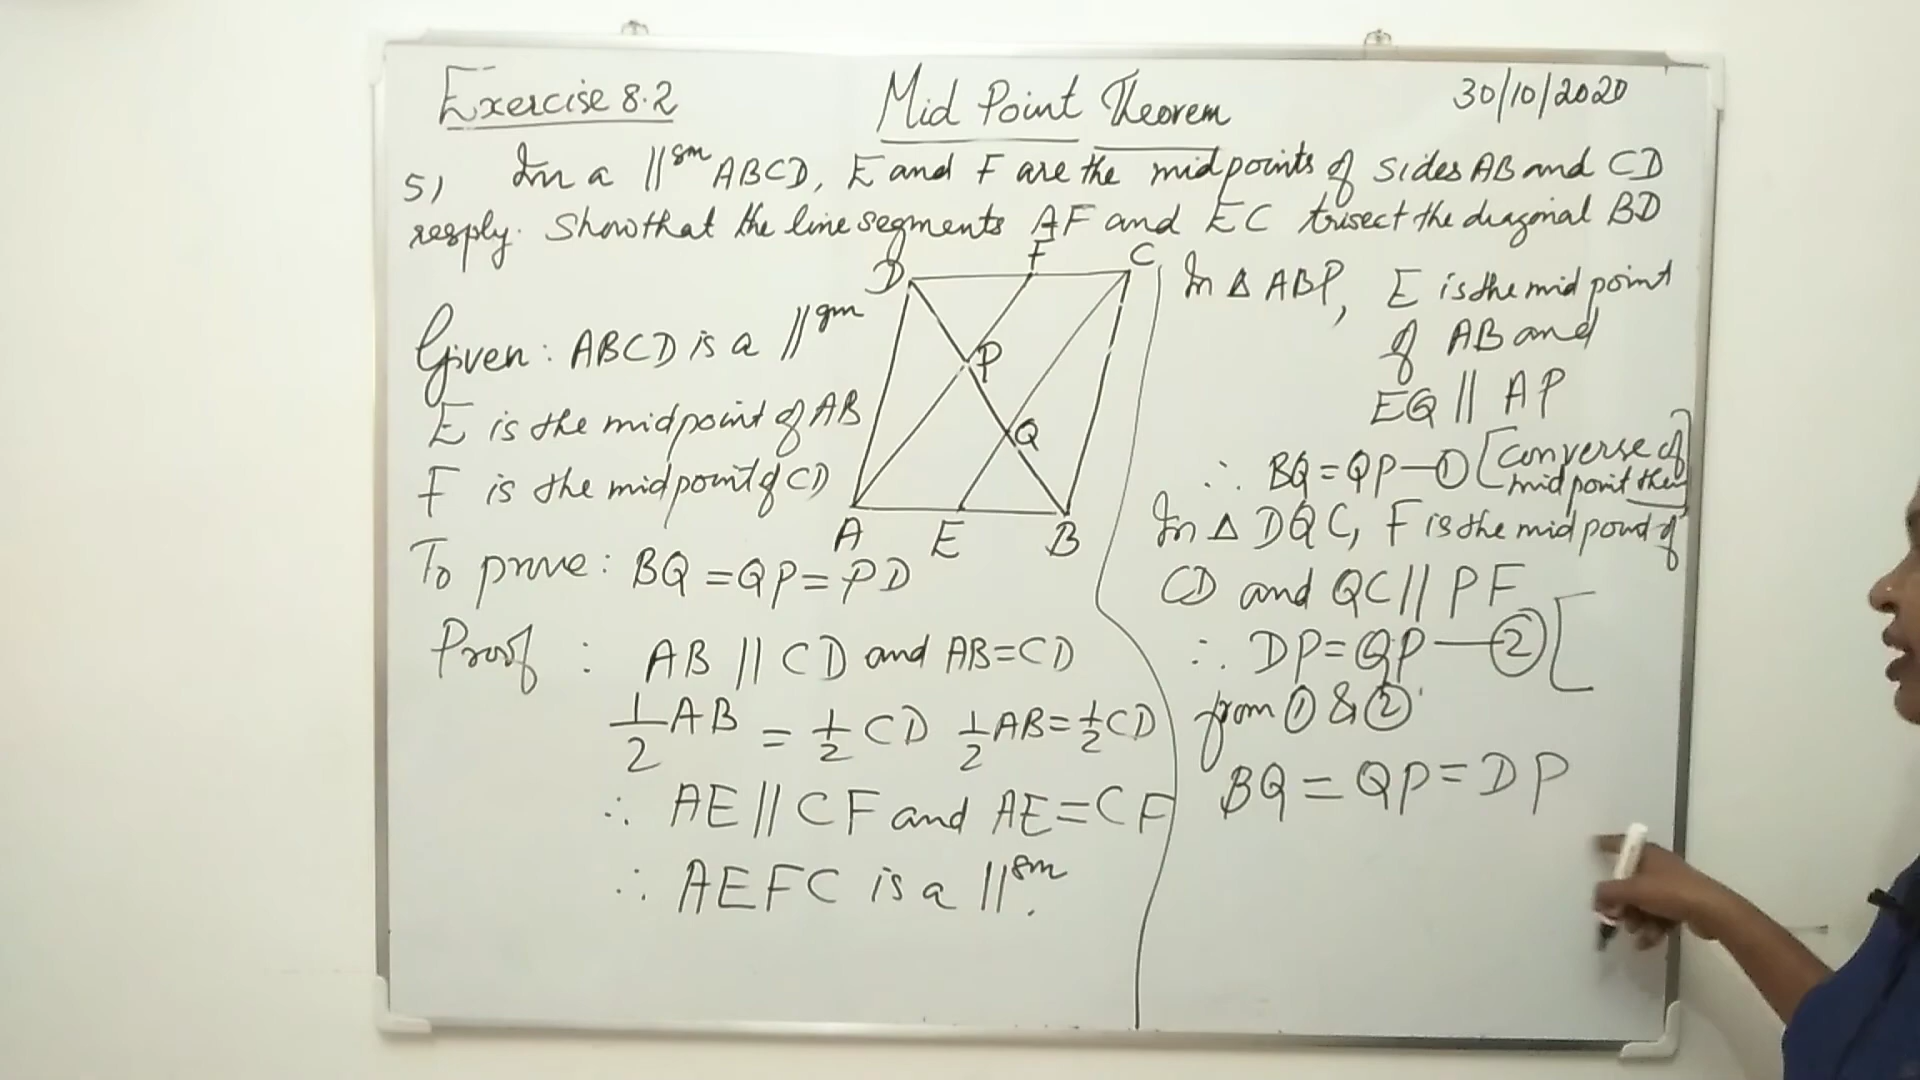 Exercise 8.2
Mid Point Theorem
30/10/2020
5) In a ||gm ABCD, E and F are the midpoints of sides AB and CD
resply. Show that the line segments AF and EC trisect the diagonal BD
D F C
P
Q
A E B
Given: ABCD is a ||gm
E is the midpoint of AB
F is the midpoint of CD
To prove: BQ = QP = PD
Proof : AB || CD and AB = CD
1/2 AB = 1/2 CD 1/2 AB = 1/2 CD
∴ AE || CF and AE = CF
∴ AEFC is a ||gm.
In Δ ABP, E is the mid point
of AB and
EQ || AP
∴ BQ = QP — ① [converse of
midpoint them]
In Δ DQC, F is the midpoint of
CD and QC || PF
∴ DP = QP — ② [
from ① & ②
BQ = QP = DP